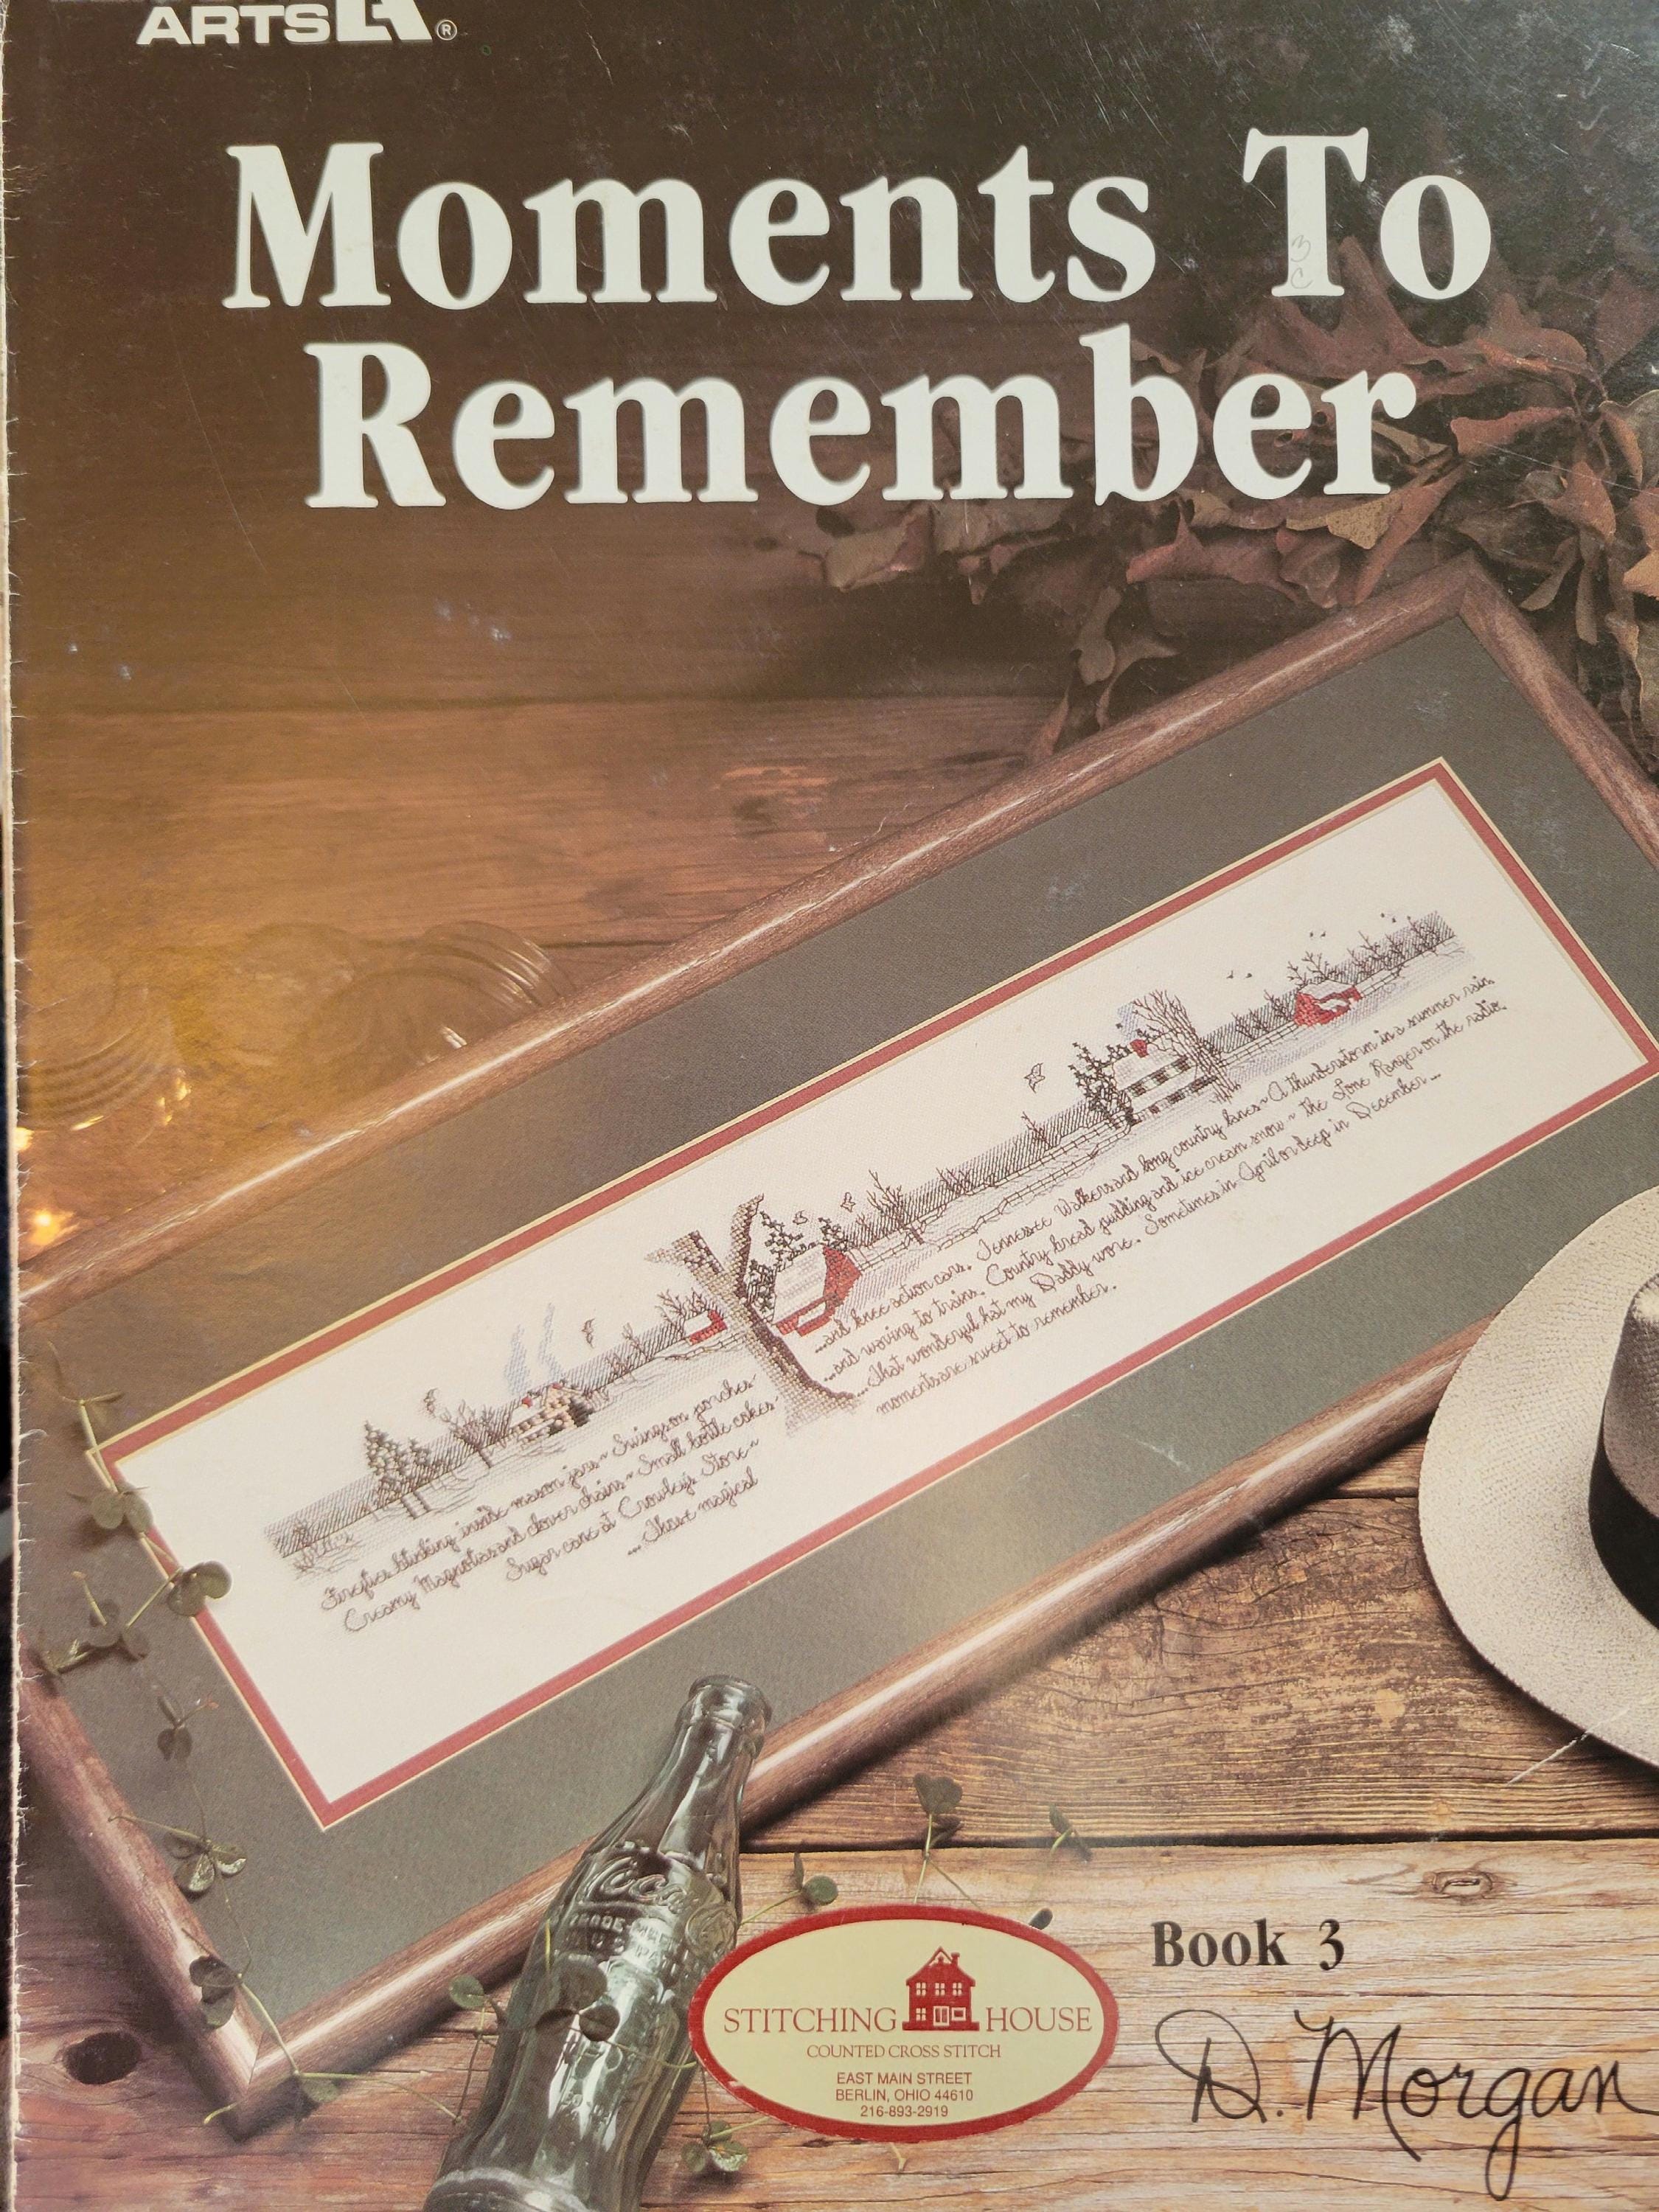 ARTS LA ®
Moments To
Remember
Fireflies blinking inside mason jars~ Swings on porches~
Creamy Magnolias and clover chains~ Small bottle cokes~
Sugar cane at Crowley's Store~
...Those magical
...and knee action cars. Tennessee Walkers and long country lanes~ A thunderstorm in a summer rain
...and waving to trains. Country bread pudding and ice cream snow~ the Lone Ranger on the radio.
...That wonderful hat my Daddy wore. Sometimes in April or deep in December...
moments are sweet to remember.
Coca
TRADE-MARK
STITCHING HOUSE
COUNTED CROSS STITCH
EAST MAIN STREET
BERLIN, OHIO 44610
216-893-2919
Book 3
D. Morgan